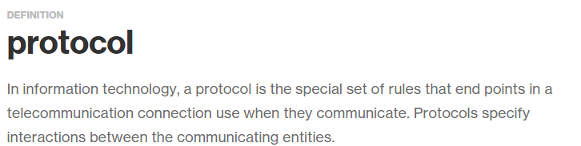 DEFINITION
protocol
In information technology, a protocol is the special set of rules that end points in a
telecommunication connection use when they communicate. Protocols specify
interactions between the communicating entities.